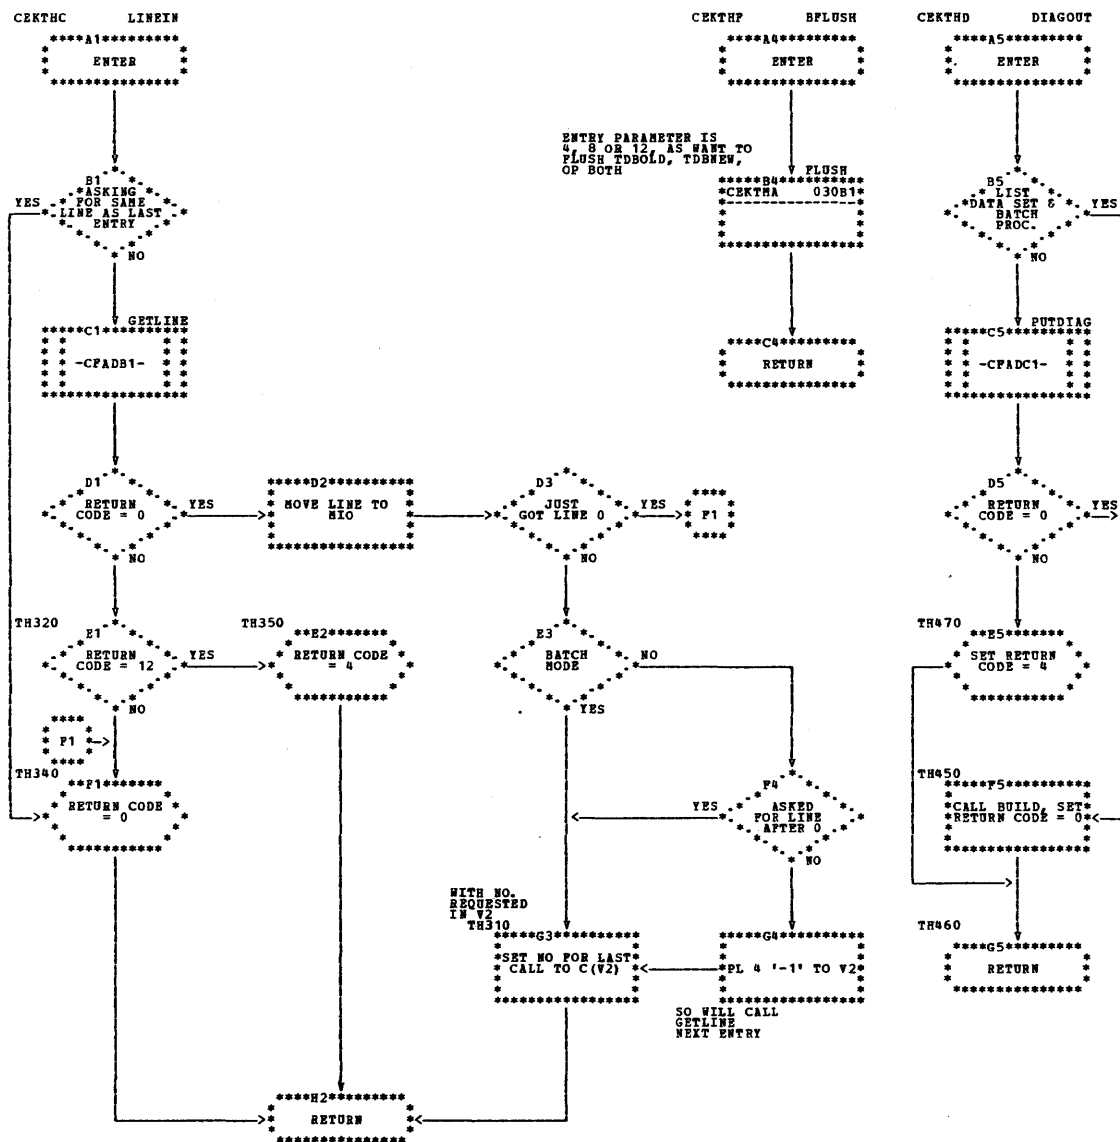 CEKTHC LINEIN
A1
ENTER
B1
ASKING
FOR SAME
LINE AS LAST
ENTRY
YES
NO
GETLINE
C1
-CFADB1-
D1
RETURN
CODE = 0
YES
NO
D2
MOVE LINE TO
MIO
D3
JUST
GOT LINE 0
YES
F1
NO
TH320
E1
RETURN
CODE = 12
YES
NO
TH350
E2
RETURN CODE
= 4
E3
BATCH
MODE
NO
YES
F1
TH340
F1
RETURN CODE
= 0
F4
ASKED
FOR LINE
AFTER 0
YES
NO
WITH NO.
REQUESTED
IN V2
TH310
G3
SET NO FOR LAST
CALL TO C(V2)
G4
PL 4 '-1' TO V2
SO WILL CALL
GETLINE
NEXT ENTRY
H2
RETURN
CEKTHF BFLUSH
A4
ENTER
ENTRY PARAMETER IS
4, 8 OR 12, AS WANT TO
FLUSH TDBOLD, TDBNEW,
OP BOTH
FLUSH
B4
CEKTMA 030B1
C4
RETURN
CEKTHD DIAGOUT
A5
ENTER
B5
LIST
DATA SET &
BATCH
PROC.
YES
NO
PUTDIAG
C5
-CFADC1-
D5
RETURN
CODE = 0
YES
NO
TH470
E5
SET RETURN
CODE = 4
TH450
F5
CALL BUILD, SET
RETURN CODE = 0
TH460
G5
RETURN